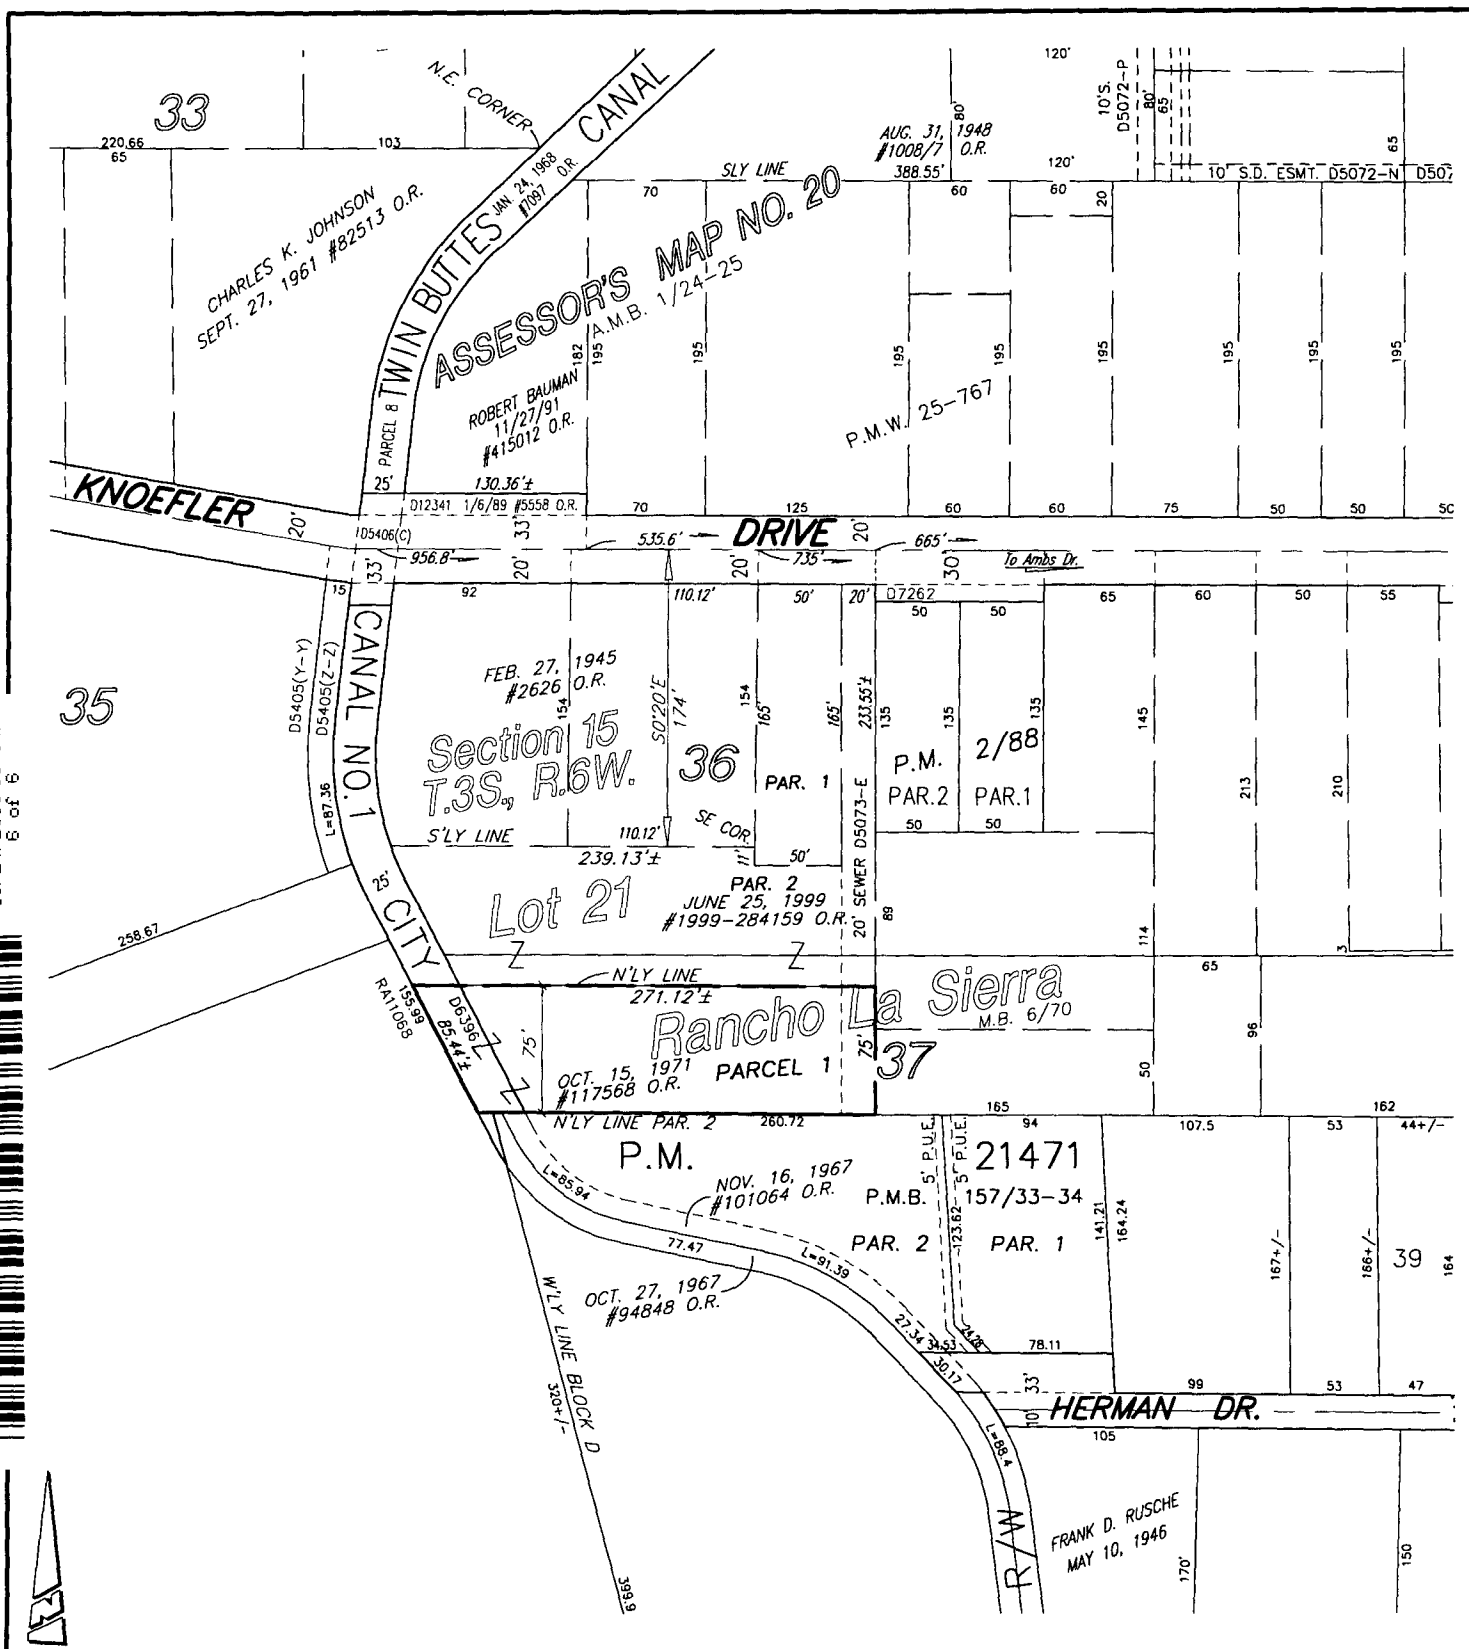 N.E. CORNER
TWIN BUTTES CANAL
JAN. 24, 1968
#7097 O.R.
PARCEL 8
25'
33
220.66
65
103
CHARLES K. JOHNSON
SEPT. 27, 1961 #82513 O.R.
120'
80'
AUG. 31, 1948
#1008/7 O.R.
388.55'
SLY LINE
120'
10'S.
D5072-P
80'
65
65
10' S.D. ESMT. D5072-N
70
60
60
20
ASSESSOR'S MAP NO. 20
A.M.B. 1/24-25
182
195
195
195
195
195
195
195
195
ROBERT BAUMAN
11/27/91
#415012 O.R.
P.M.W. 25-767
130.36'±
D12341 1/6/89 #5558 O.R.
33'
70
125
60
60
75
50
50
KNOEFLER
20'
DRIVE
20'
D5406(C)
956.8'
20'
535.6'
20'
735'
665'
30'
To Ambs Dr.
33'
15
92
110.12'
50'
20'
D7262
50
50
65
60
50
55
CANAL NO.1
D5405(Y-Y)
D5405(Z-Z)
L=87.36
35
FEB. 27, 1945
#2626 O.R.
154
S0°20'E
174'
154
165'
165'
233.55'±
135
135
135
145
213
210
Section 15
T.3S., R.6W.
36
PAR. 1
P.M.
2/88
PAR.2
PAR.1
50
50
S'LY LINE
110.12'
SE COR.
239.13'±
11'
50'
20' SEWER D5073-E
Lot 21
PAR. 2
JUNE 25, 1999
#1999-284159 O.R.
89
114
3
25'
CITY
258.67
6 of 6
N'LY LINE
271.12'±
65
Rancho La Sierra
M.B. 6/70
155.99
RA11068
D6396
85.44'±
75'
OCT. 15, 1971
#117568 O.R.
PARCEL 1
75'
37
50
96
N'LY LINE PAR. 2
260.72
165
162
P.M.
21471
94
107.5
53
44+/-
5' P.U.E.
5' P.U.E.
L=85.94
NOV. 16, 1967
#101064 O.R.
P.M.B. 157/33-34
123.62
141.21
164.24
77.47
L=91.39
PAR. 2
PAR. 1
167+/-
166+/-
39
164
OCT. 27, 1967
#94848 O.R.
W'LY LINE BLOCK D
320+/-
27.34
34.53
24.28
78.11
30.17
33'
99
53
47
10'
HERMAN DR.
105
L=88.4
R/W
FRANK D. RUSCHE
MAY 10, 1946
170'
150
399.9
N